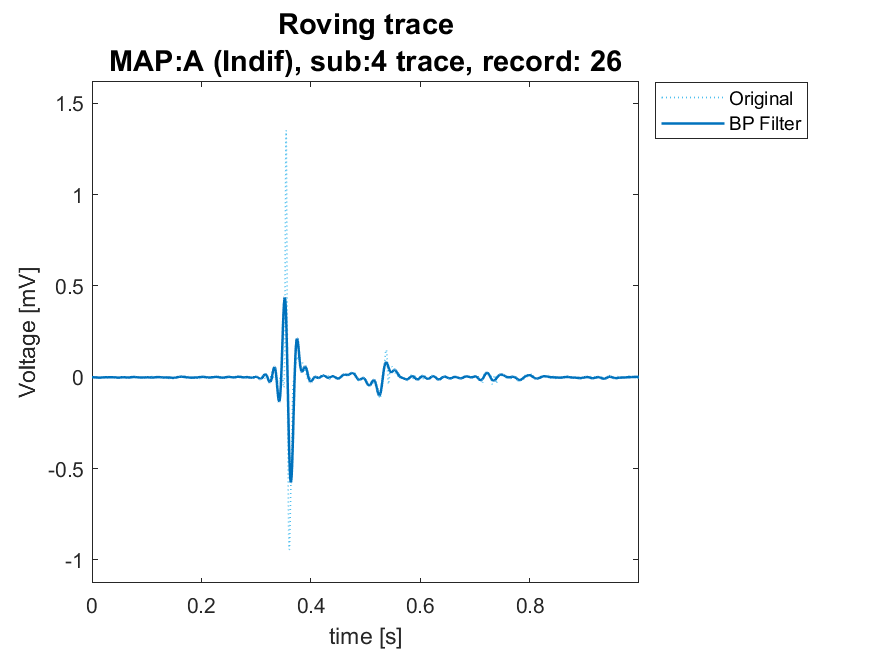 Roving trace
MAP:A (Indif), sub:4 trace, record: 26
Original
BP Filter
1.5
1
0.5
0
-0.5
-1
Voltage [mV]
0
0.2
0.4
0.6
0.8
time [s]